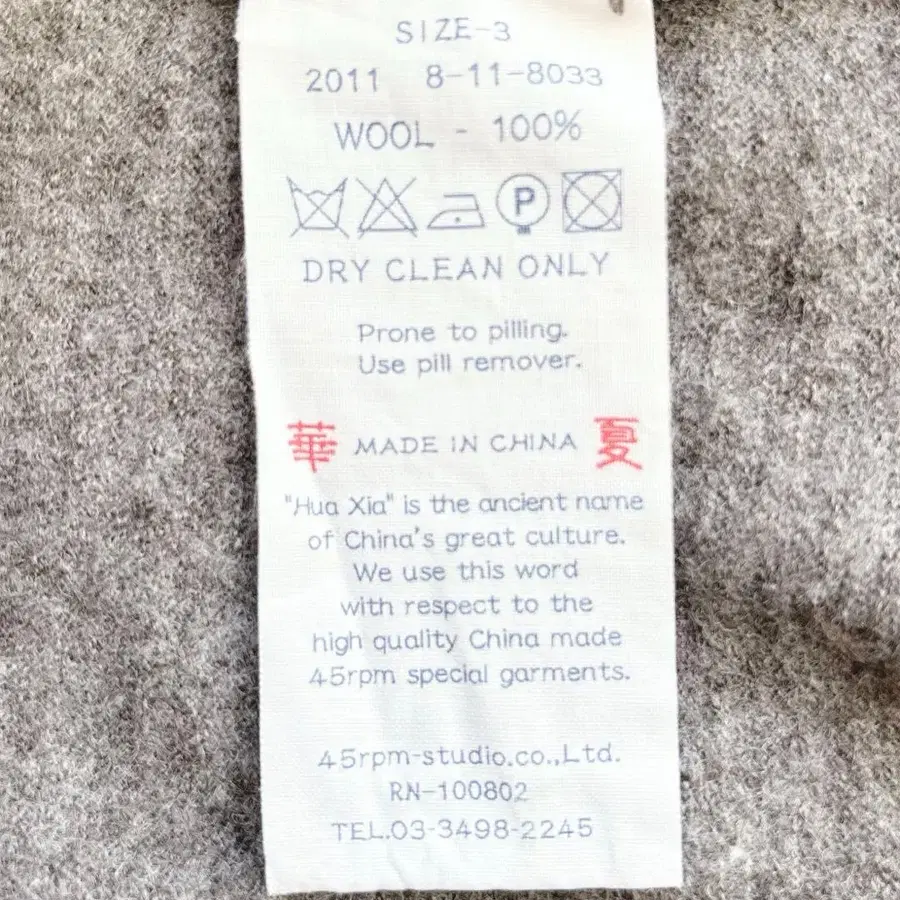 SIZE-3
2011 8-11-8033
WOOL - 100%
P
DRY CLEAN ONLY
Prone to pilling.
Use pill remover.
華 MADE IN CHINA 夏
"Hua Xia" is the ancient name
of China's great culture.
We use this word
with respect to the
high quality China made
45rpm special garments.
45rpm-studio.co.,Ltd.
RN-100802
TEL.03-3498-2245